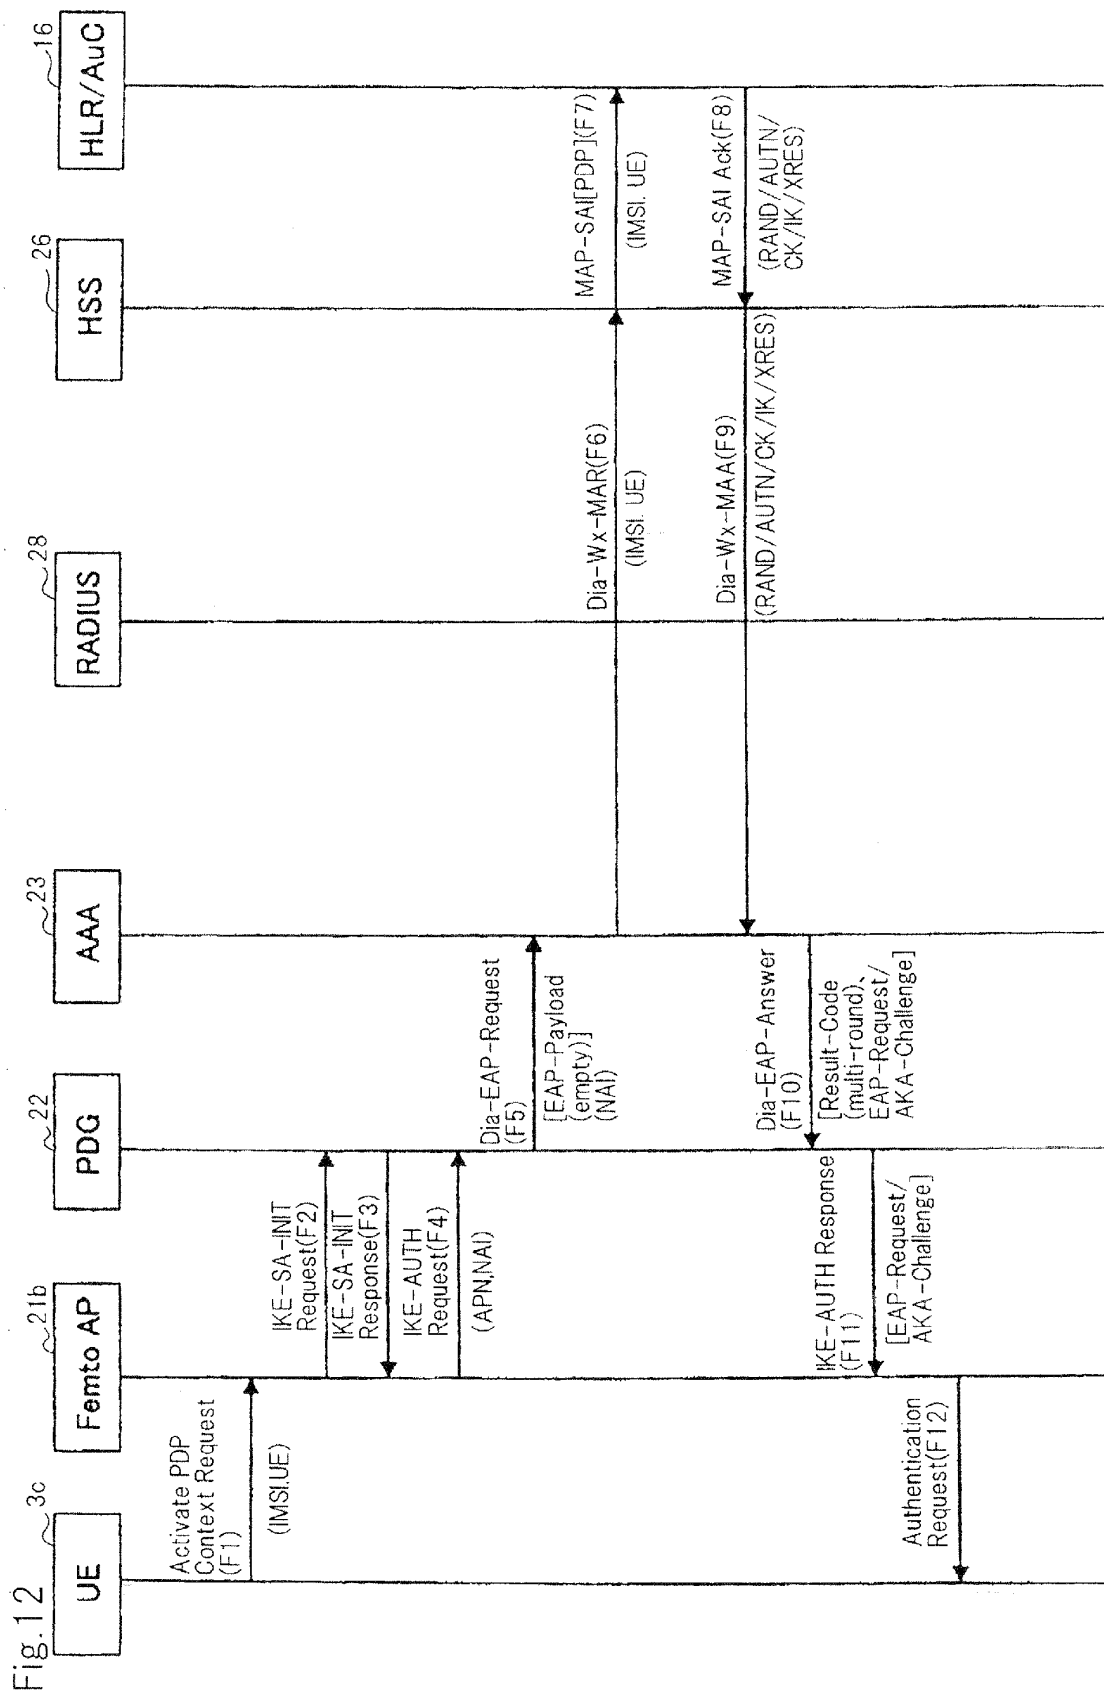 Fig.12
3c
UE
21b
Femto AP
22
PDG
23
AAA
28
RADIUS
26
HSS
16
HLR/AuC
Activate PDP
Context Request
(F1)
(IMSI.UE)
IKE-SA-INIT
Request(F2)
IKE-SA-INIT
Response(F3)
IKE-AUTH
Request(F4)
(APN,NAI)
Dia-EAP-Request
(F5)
[EAP-Payload
(empty)]
(NAI)
Dia-Wx-MAR(F6)
(IMSI. UE)
MAP-SAI[PDP](F7)
(IMSI. UE)
MAP-SAI Ack(F8)
(RAND/AUTN/
CK/IK/XRES)
Dia-Wx-MAA(F9)
(RAND/AUTN/CK/IK/XRES)
Dia-EAP-Answer
(F10)
[Result-Code
(multi-round)、
EAP-Request/
AKA-Challenge]
IKE-AUTH Response
(F11)
[EAP-Request/
AKA-Challenge]
Authentication
Request(F12)